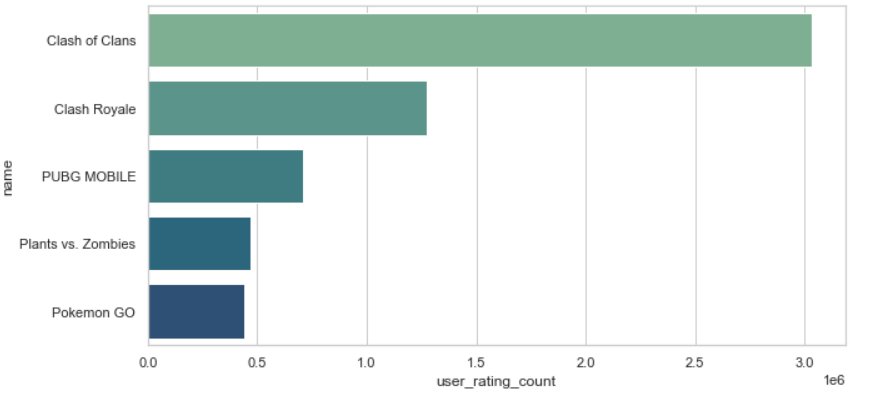 Clash of Clans
Clash Royale
PUBG MOBILE
Plants vs. Zombies
Pokemon GO
name
0.0 0.5 1.0 1.5 2.0 2.5 3.0
1e6
user_rating_count